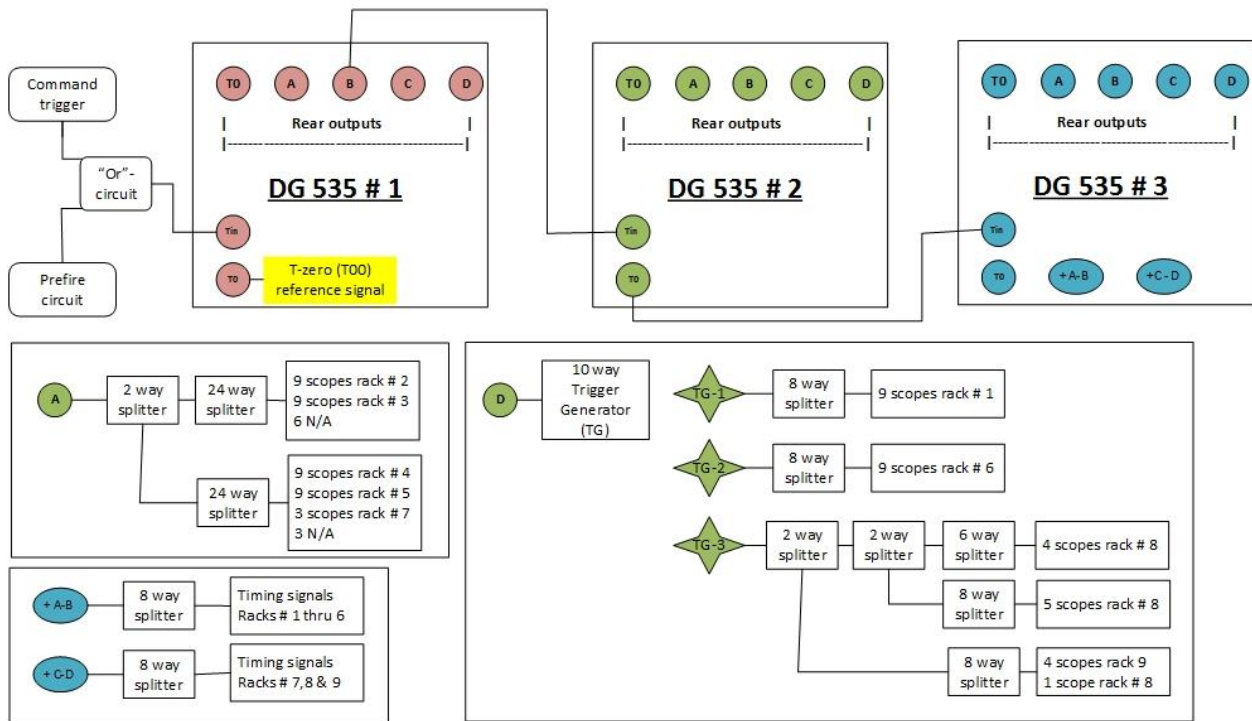 Command
trigger
"Or"-
circuit
Prefire
circuit
T0 A B C D
| Rear outputs |
|------------------------------------------------------|
DG 535 # 1
Tin
T0
T-zero (T00)
reference signal
T0 A B C D
| Rear outputs |
|------------------------------------------------------|
DG 535 # 2
Tin
T0
T0 A B C D
| Rear outputs |
|------------------------------------------------------|
DG 535 # 3
Tin
T0 +A-B +C-D
A
2 way
splitter
24 way
splitter
9 scopes rack # 2
9 scopes rack # 3
6 N/A
24 way
splitter
9 scopes rack # 4
9 scopes rack # 5
3 scopes rack # 7
3 N/A
+ A-B
8 way
splitter
Timing signals
Racks # 1 thru 6
+ C-D
8 way
splitter
Timing signals
Racks # 7,8 & 9
D
10 way
Trigger
Generator
(TG)
TG-1
8 way
splitter
9 scopes rack # 1
TG-2
8 way
splitter
9 scopes rack # 6
TG-3
2 way
splitter
2 way
splitter
6 way
splitter
4 scopes rack # 8
8 way
splitter
5 scopes rack # 8
8 way
splitter
4 scopes rack 9
1 scope rack # 8